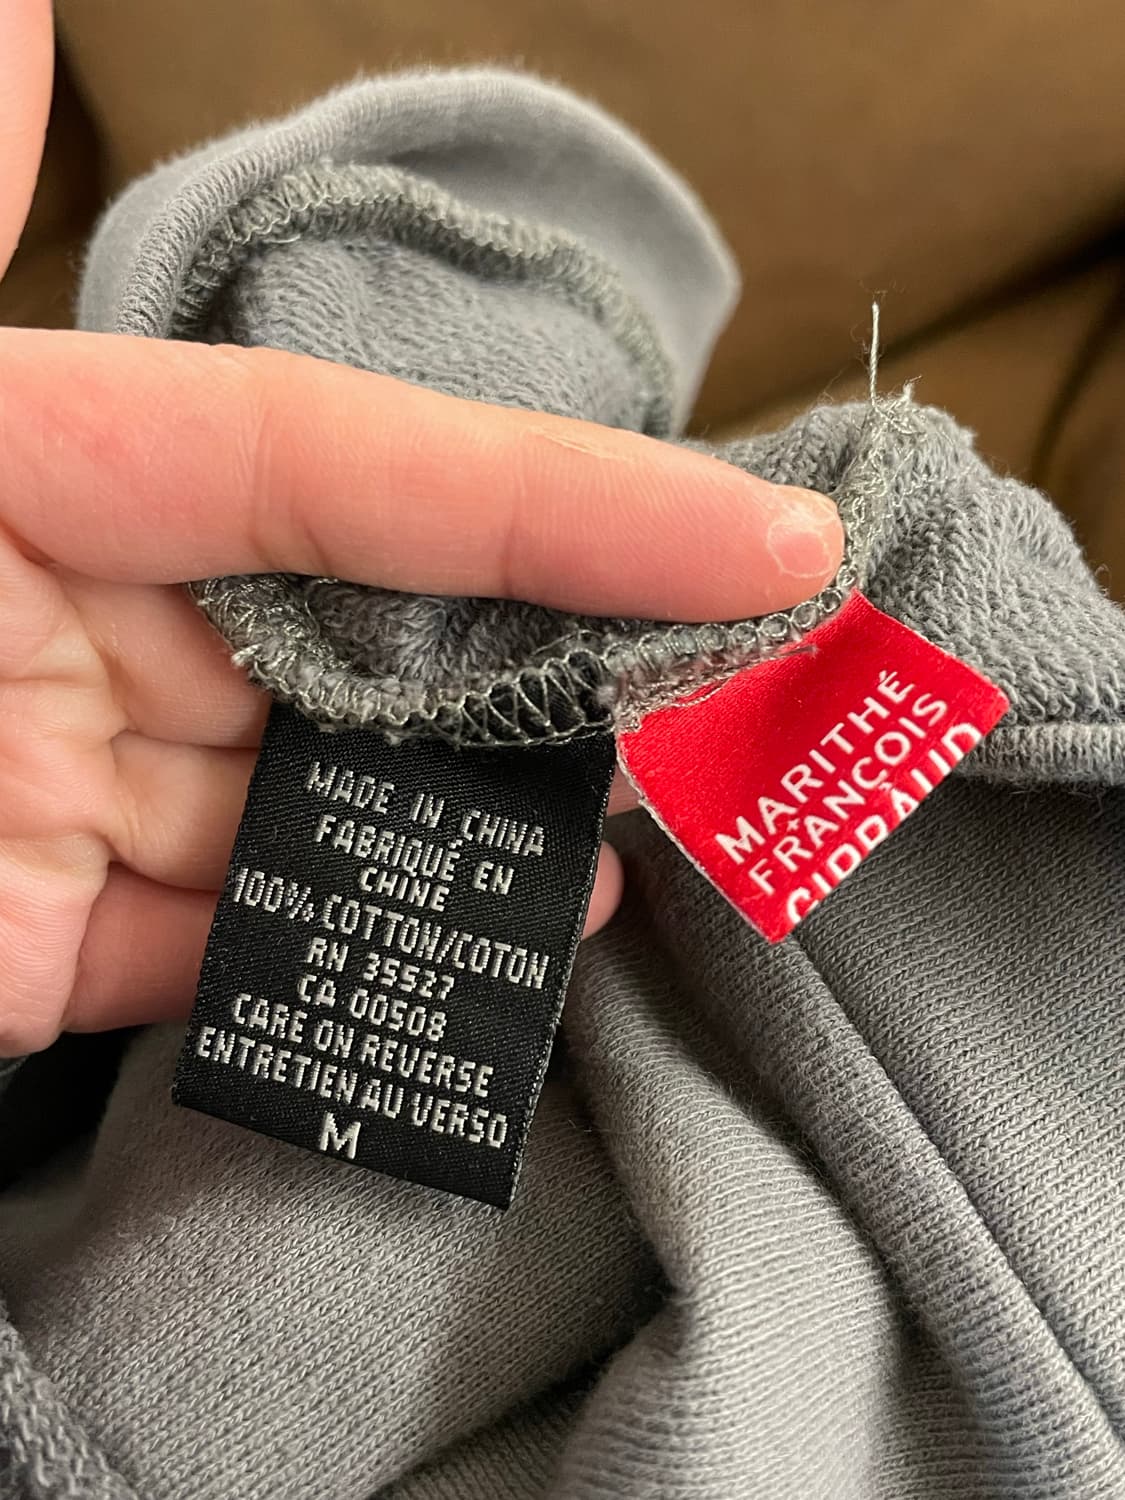 MADE IN CHINA
FABRIQUÉ EN
CHINE
100% COTTON/COTON
RN 35527
CA 00508
CARE ON REVERSE
ENTRETIEN AU VERSO
M
MARITHÉ
FRANÇOIS
GIRBAUD